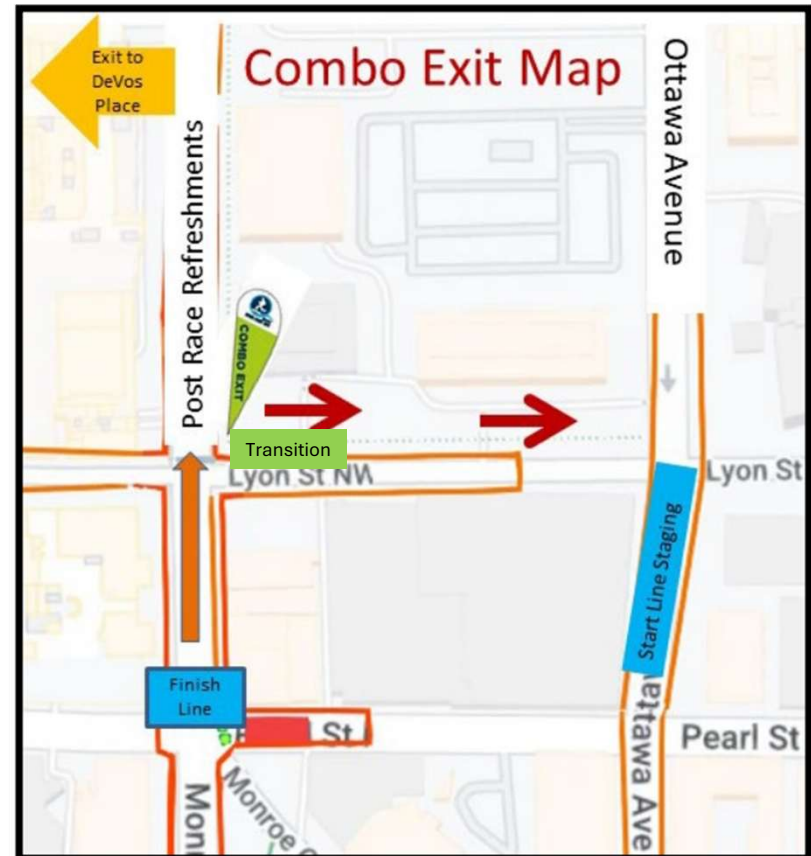 Exit to
DeVos
Place
Combo Exit Map
Ottawa Avenue
Post Race Refreshments
COMBO EXIT
Transition
Lyon St NW
Lyon St
Start Line Staging
Finish
Line
St
Pearl St
Ottawa Ave
Monroe